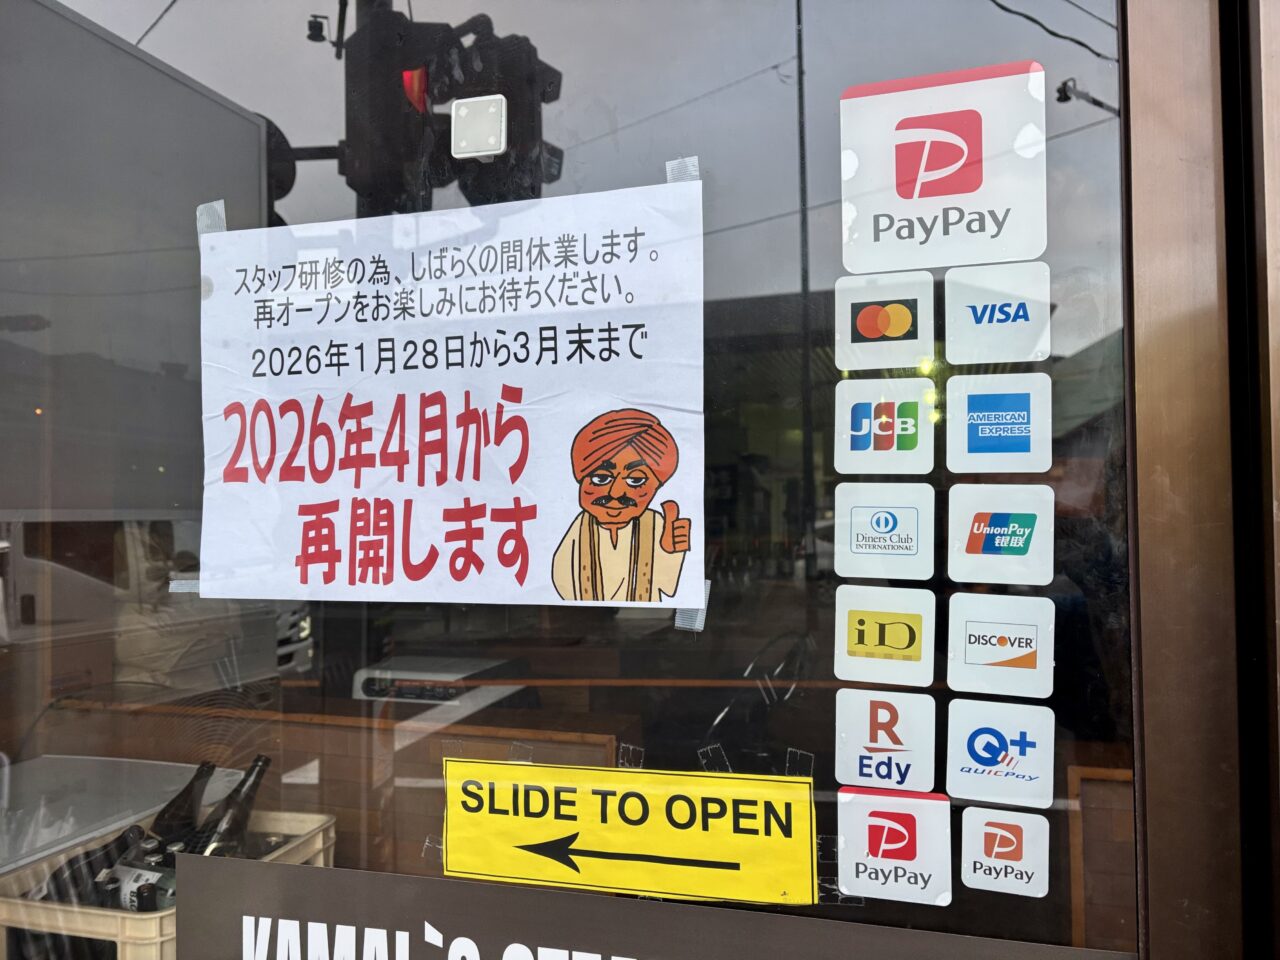 スタッフ研修の為、しばらくの間休業します。
再オープンをお楽しみにお待ちください。
2026年1月28日から3月末まで
2026年4月から
再開します
PayPay
VISA
JCB
AMERICAN
EXPRESS
Diners Club
INTERNATIONAL
UnionPay
银联
iD
DISCOVER
R
Edy
Q+
QUICPay
PayPay
PayPay
SLIDE TO OPEN
KAMAL`S